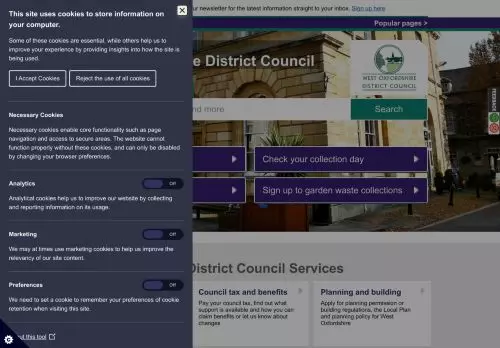 This site uses cookies to store information on
your computer.
Some of these cookies are essential, while others help us to
improve your experience by providing insights into how the site is
being used.
I Accept Cookies
Reject the use of all cookies
Necessary Cookies
Necessary cookies enable core functionality such as page
navigation and access to secure areas. The website cannot
function properly without these cookies, and can only be disabled
by changing your browser preferences.
Analytics
Off
Analytical cookies help us to improve our website by collecting
and reporting information on its usage.
Marketing
Off
We may at times use marketing cookies to help us improve the
relevancy of our site content.
Preferences
Off
We need to set a cookie to remember your preferences of cookie
retention when visiting this site.
this tool
newsletter for the latest information straight to your inbox. Sign up here
Popular pages >
District Council
WEST OXFORDSHIRE
DISTRICT COUNCIL
nd more
Search
FEEDBACK
Check your collection day
Sign up to garden waste collections
District Council Services
Council tax and benefits
Pay your council tax, find out
what support is available and how you can
claim benefits or let us know about
changes
Planning and building
Apply for planning permission or
building regulations, the Local Plan
and planning policy for West
Oxfordshire